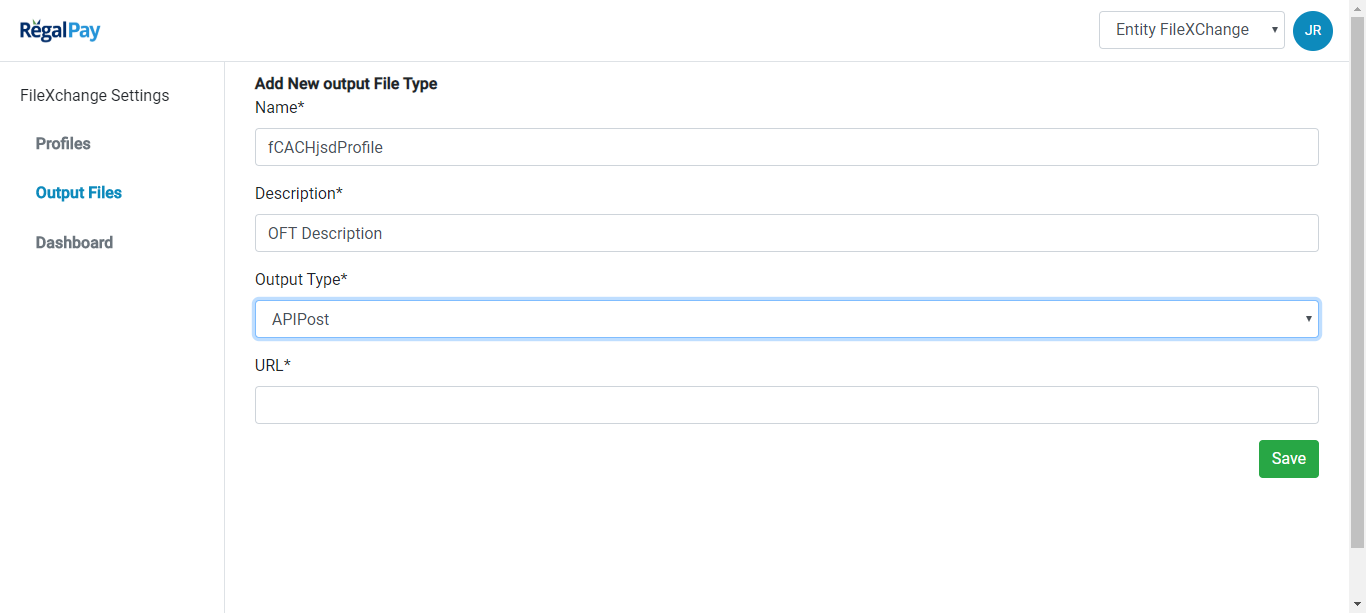 RegalPay
Entity FileXChange
JR
FileXchange Settings
Profiles
Output Files
Dashboard
Add New output File Type
Name*
fCACHjsdProfile
Description*
OFT Description
Output Type*
APIPost
URL*
Save